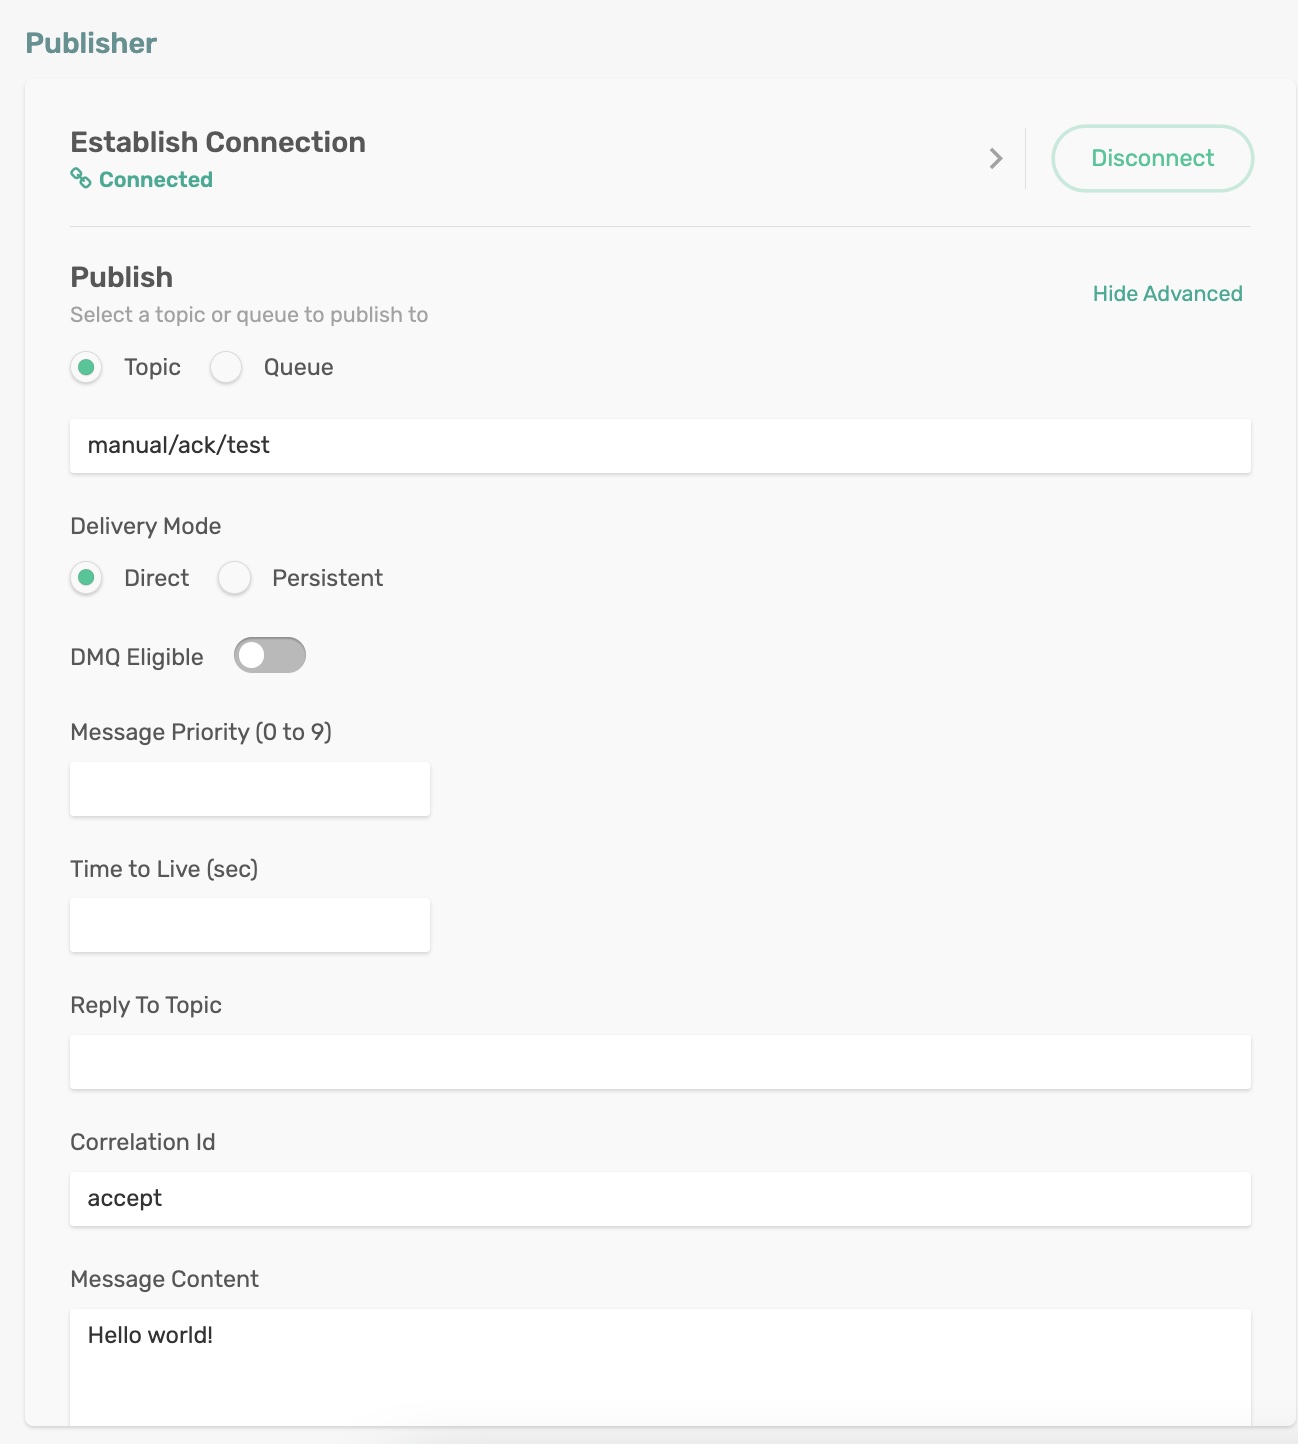 Publisher
Establish Connection
Connected
Disconnect
Publish
Select a topic or queue to publish to
Hide Advanced
Topic Queue
manual/ack/test
Delivery Mode
Direct Persistent
DMQ Eligible
Message Priority (0 to 9)
Time to Live (sec)
Reply To Topic
Correlation Id
accept
Message Content
Hello world!